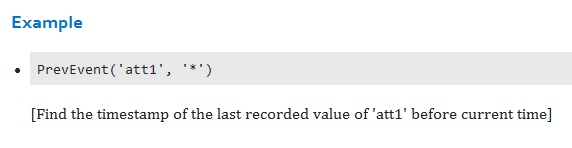 Example
PrevEvent('att1', '*')
[Find the timestamp of the last recorded value of 'att1' before current time]